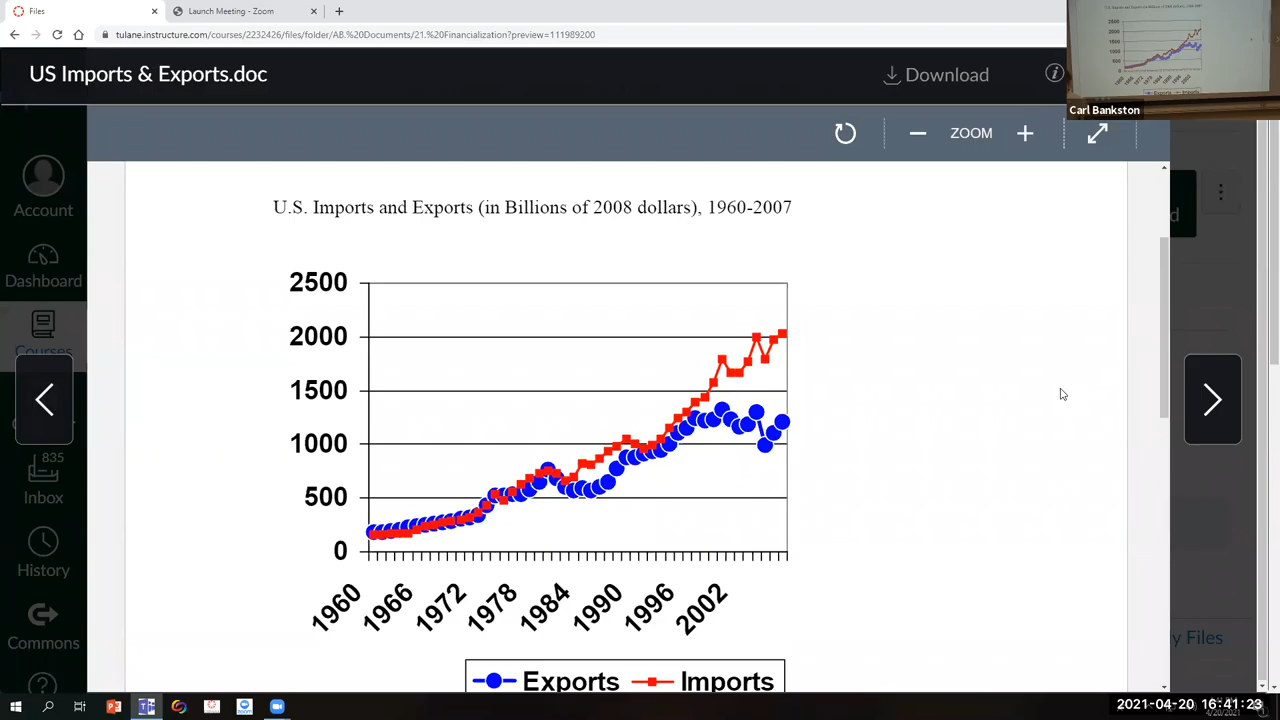 Files
Launch Meeting - Zoom
tulane.instructure.com/courses/2232426/files/folder/AB.%20Documents/21.%20Financialization?preview=111989200
US Imports & Exports.doc
Download
Carl Bankston
ZOOM
Account
Dashboard
Courses
835
Inbox
History
Commons
U.S. Imports and Exports (in Billions of 2008 dollars), 1960-2007
2500
2000
1500
1000
500
0
1960
1966
1972
1978
1984
1990
1996
2002
Exports
Imports
y Files
2021-04-20 16:41:23